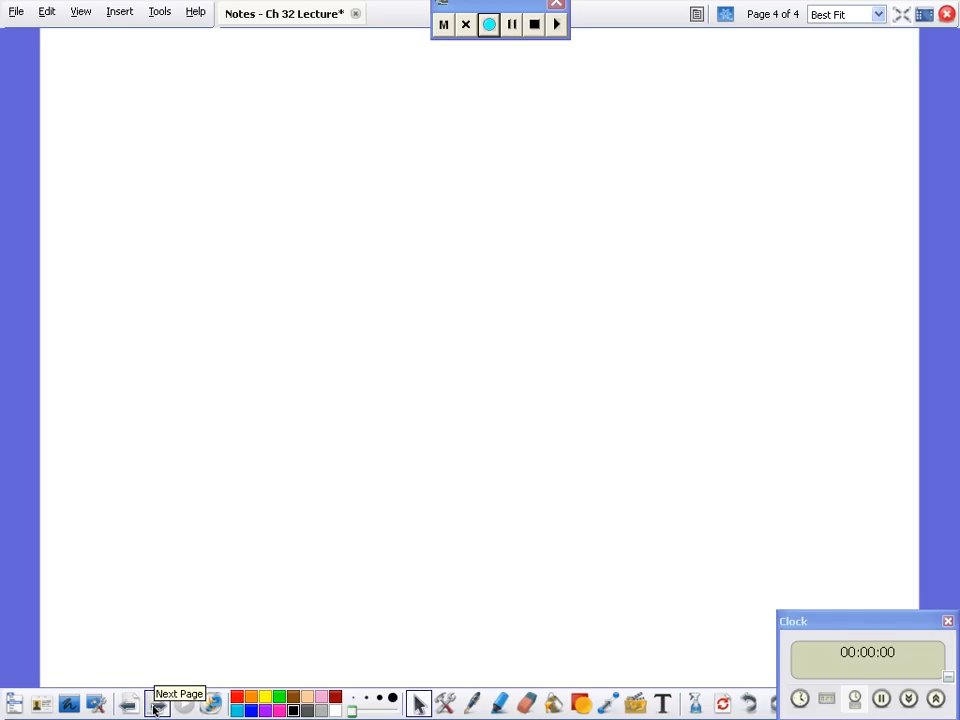 File Edit View Insert Tools Help Notes - Ch 32 Lecture* Page 4 of 4 Best Fit
M
Clock
00:00:00
Next Page
T